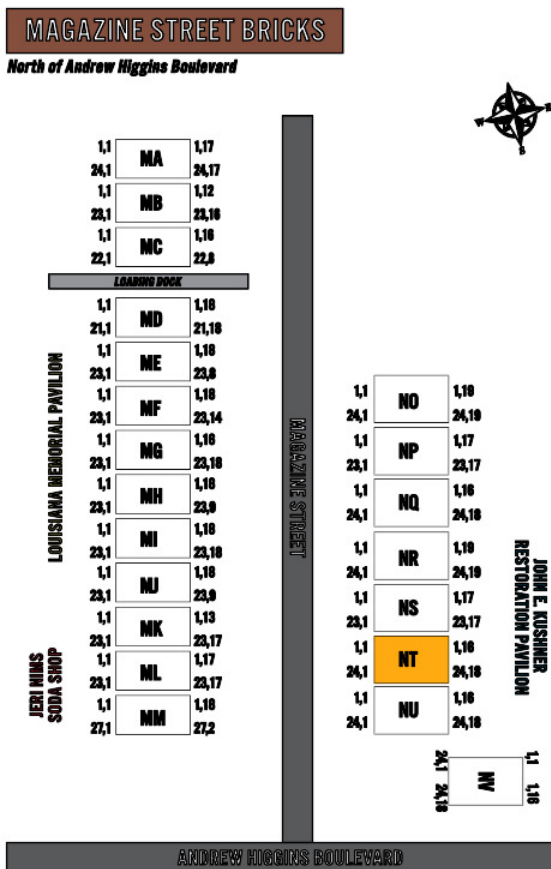 MAGAZINE STREET BRICKS
North of Andrew Higgins Boulevard
N
E
W
S
1,1 MA 1,17
24,1 24,17
1,1 MB 1,12
23,1 23,16
1,1 MC 1,16
22,1 22,8
LOADING DOCK
1,1 MD 1,18
21,1 21,18
1,1 ME 1,18
23,1 23,8
1,1 MF 1,18
23,1 23,14
1,1 MG 1,16
23,1 23,18
1,1 MH 1,18
23,1 23,9
1,1 MI 1,18
23,1 23,18
1,1 MJ 1,18
23,1 23,9
1,1 MK 1,13
23,1 23,17
1,1 ML 1,17
23,1 23,17
1,1 MM 1,18
27,1 27,2
LOUISIANA MEMORIAL PAVILION
JERI NIMS
SODA SHOP
MAGAZINE STREET
1,1 NO 1,19
24,1 24,19
1,1 NP 1,17
23,1 23,17
1,1 NQ 1,16
24,1 24,18
1,1 NR 1,19
24,1 24,19
1,1 NS 1,17
23,1 23,17
1,1 NT 1,16
24,1 24,18
1,1 NU 1,16
24,1 24,18
JOHN E. KUSHNER
RESTORATION PAVILION
1,1 NV 1,18
24,1 24,18
ANDREW HIGGINS BOULEVARD